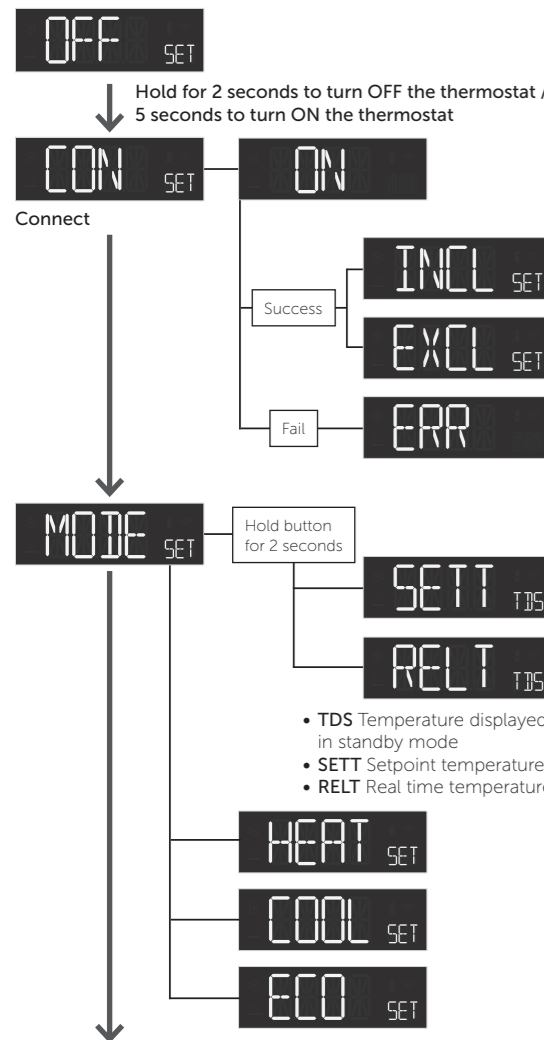 OFF SET
Hold for 2 seconds to turn OFF the thermostat /
5 seconds to turn ON the thermostat
CON SET
ON
Connect
INCL SET
Success
EXCL SET
Fail
ERR
MODE SET
Hold button
for 2 seconds
SETT TDS
RELT TDS
• TDS Temperature displayed
in standby mode
• SETT Setpoint temperature
• RELT Real time temperature
HEAT SET
COOL SET
ECO SET